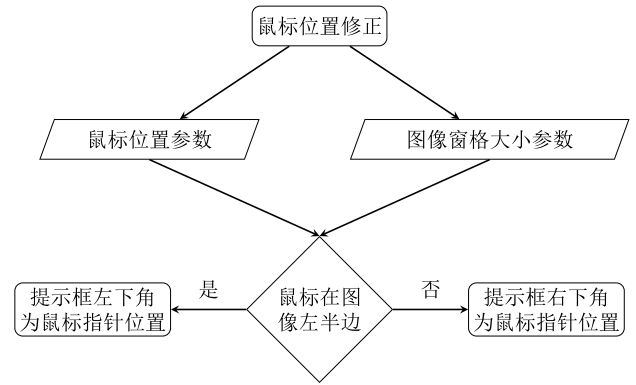 鼠标位置修正
鼠标位置参数
图像窗格大小参数
是
否
提示框左下角
为鼠标指针位置
鼠标在图
像左半边
提示框右下角
为鼠标指针位置